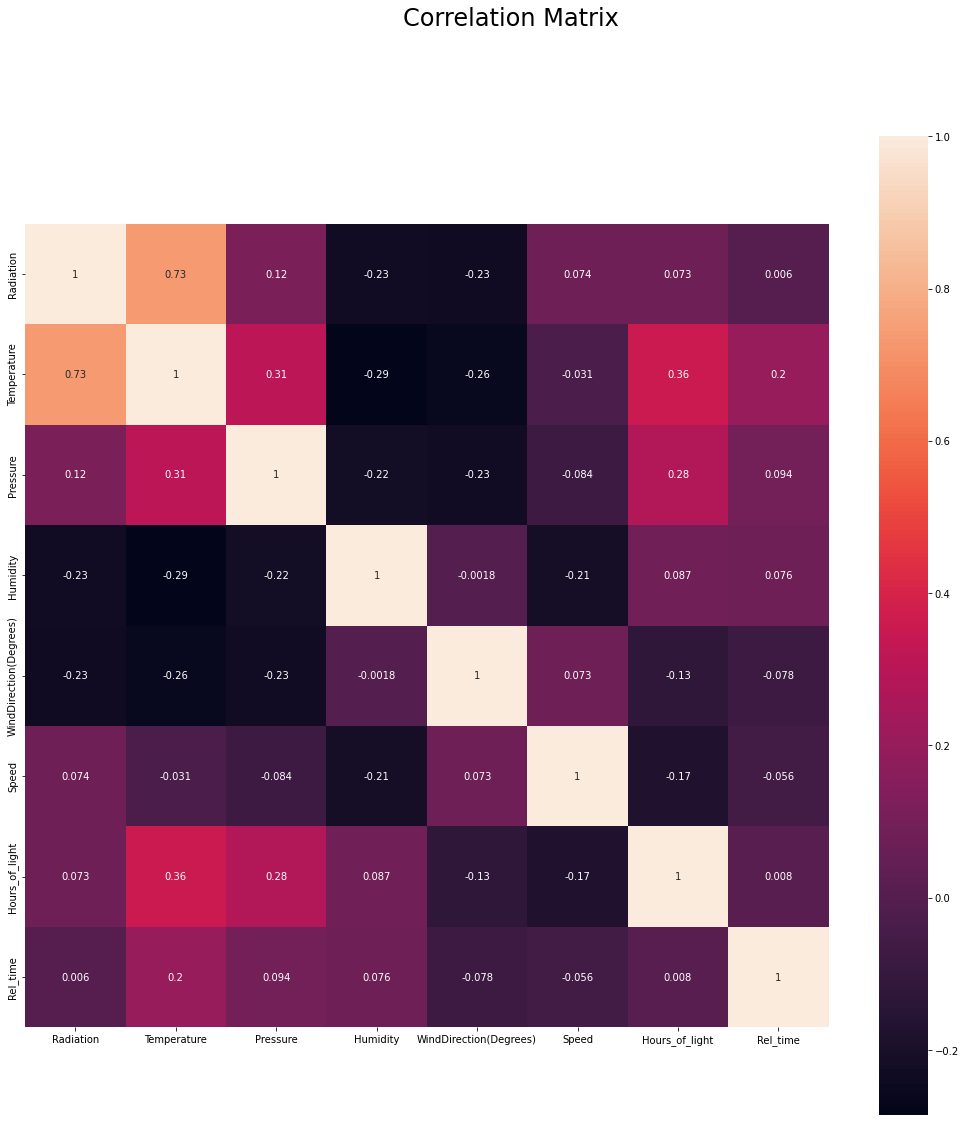 Correlation Matrix
1.0
0.8
0.6
0.4
0.2
0.0
−0.2
Radiation 1 0.73 0.12 -0.23 -0.23 0.074 0.073 0.006
Temperature 0.73 1 0.31 -0.29 -0.26 -0.031 0.36 0.2
Pressure 0.12 0.31 1 -0.22 -0.23 -0.084 0.28 0.094
Humidity -0.23 -0.29 -0.22 1 -0.0018 -0.21 0.087 0.076
WindDirection(Degrees) -0.23 -0.26 -0.23 -0.0018 1 0.073 -0.13 -0.078
Speed 0.074 -0.031 -0.084 -0.21 0.073 1 -0.17 -0.056
Hours_of_light 0.073 0.36 0.28 0.087 -0.13 -0.17 1 0.008
Rel_time 0.006 0.2 0.094 0.076 -0.078 -0.056 0.008 1
Radiation Temperature Pressure Humidity WindDirection(Degrees) Speed Hours_of_light Rel_time